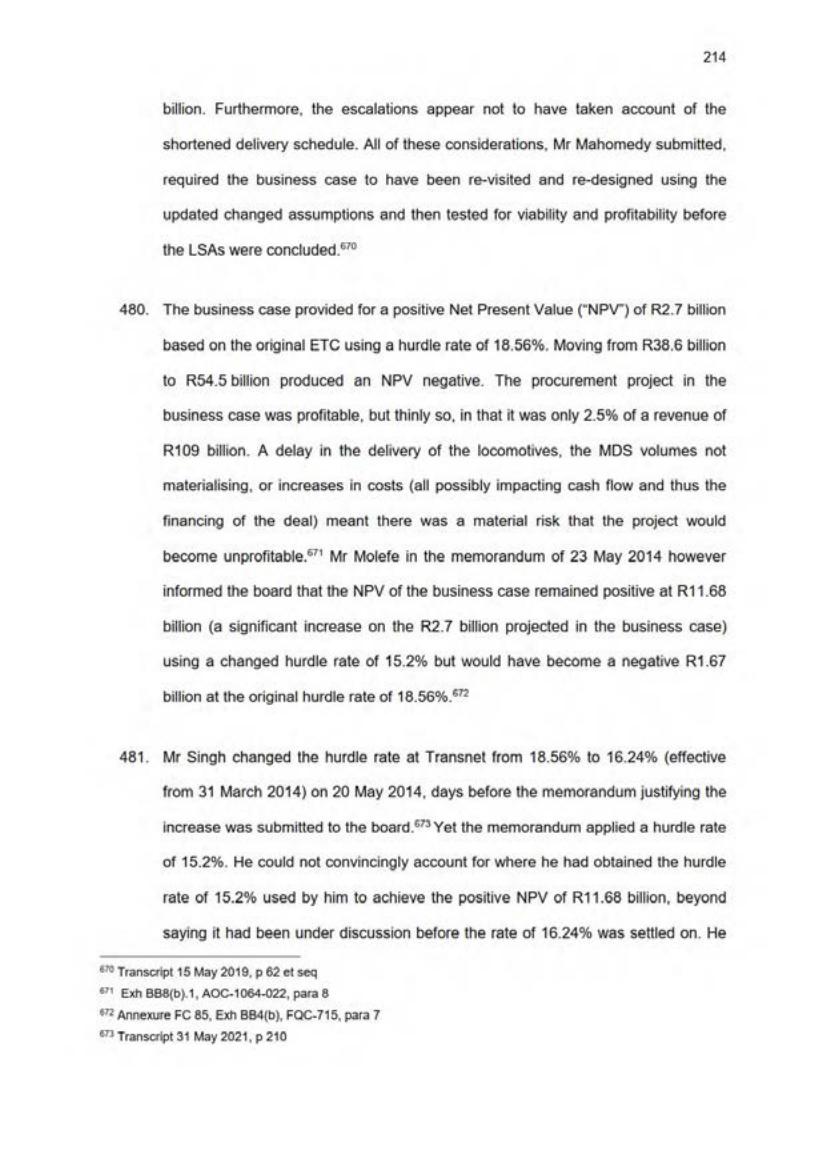 214
billion. Furthermore, the escalations appear not to have taken account of the
shortened delivery schedule. All of these considerations, Mr Mahomedy submitted,
required the business case to have been re-visited and re-designed using the
updated changed assumptions and then tested for viability and profitability before
the LSAs were concluded.670
480. The business case provided for a positive Net Present Value (“NPV”) of R2.7 billion
based on the original ETC using a hurdle rate of 18.56%. Moving from R38.6 billion
to R54.5 billion produced an NPV negative. The procurement project in the
business case was profitable, but thinly so, in that it was only 2.5% of a revenue of
R109 billion. A delay in the delivery of the locomotives, the MDS volumes not
materialising, or increases in costs (all possibly impacting cash flow and thus the
financing of the deal) meant there was a material risk that the project would
become unprofitable.671 Mr Molefe in the memorandum of 23 May 2014 however
informed the board that the NPV of the business case remained positive at R11.68
billion (a significant increase on the R2.7 billion projected in the business case)
using a changed hurdle rate of 15.2% but would have become a negative R1.67
billion at the original hurdle rate of 18.56%.672
481. Mr Singh changed the hurdle rate at Transnet from 18.56% to 16.24% (effective
from 31 March 2014) on 20 May 2014, days before the memorandum justifying the
increase was submitted to the board.673 Yet the memorandum applied a hurdle rate
of 15.2%. He could not convincingly account for where he had obtained the hurdle
rate of 15.2% used by him to achieve the positive NPV of R11.68 billion, beyond
saying it had been under discussion before the rate of 16.24% was settled on. He
670 Transcript 15 May 2019, p 62 et seq
671 Exh BB8(b).1, AOC-1064-022, para 8
672 Annexure FC 85, Exh BB4(b), FQC-715, para 7
673 Transcript 31 May 2021, p 210